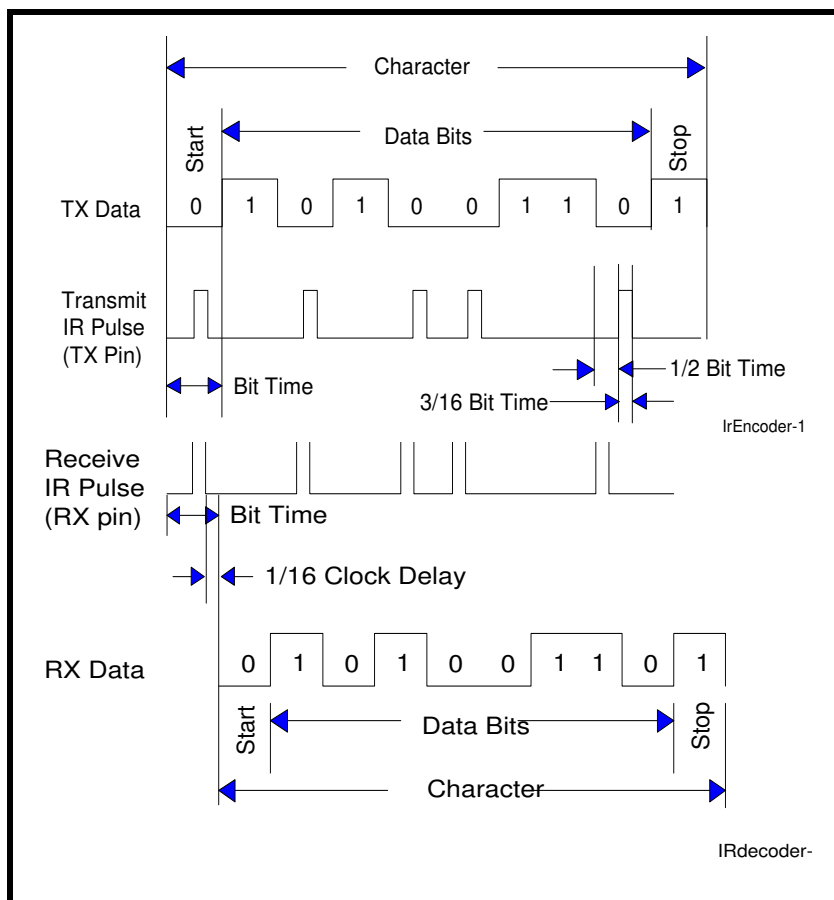 Character
Start
Data Bits
Stop
TX Data
0 1 0 1 0 0 1 1 0 1
Transmit
IR Pulse
(TX Pin)
1/2 Bit Time
Bit Time
3/16 Bit Time
IrEncoder-1
Receive
IR Pulse
(RX pin)
Bit Time
1/16 Clock Delay
RX Data
0 1 0 1 0 0 1 1 0 1
Start
Data Bits
Stop
Character
IRdecoder-